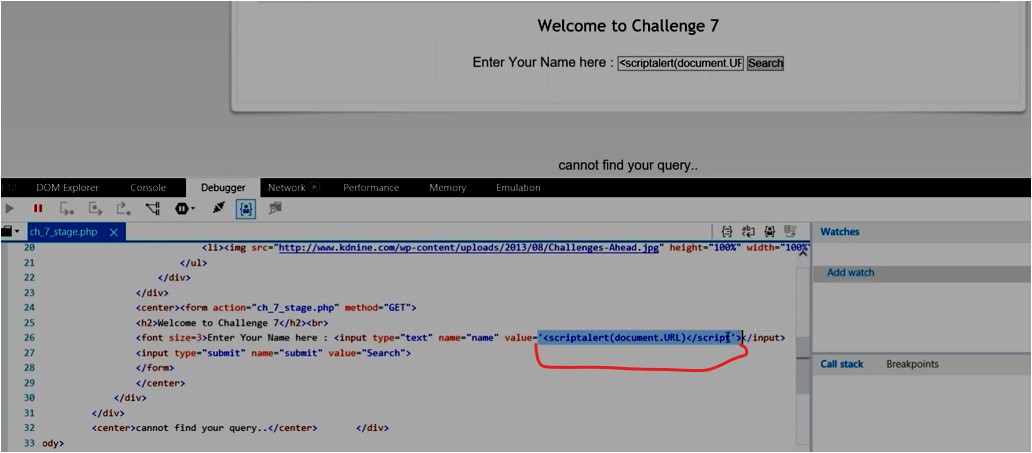 Welcome to Challenge 7
Enter Your Name here : <scriptalert(document.UR Search
cannot find your query..
DOM Explorer Console Debugger Network Performance Memory Emulation
ch_7_stage.php X
Watches
20 <li><img src="http://www.kdnine.com/wp-content/uploads/2013/08/Challenges-Ahead.jpg" height="100%" width="100%"
21 </ul>
Add watch
22 </div>
23 </div>
24 <center><form action="ch_7_stage.php" method="GET">
25 <h2>Welcome to Challenge 7</h2><br>
26 <font size=3>Enter Your Name here : <input type="text" name="name" value='<scriptalert(document.URL)</script'></input>
27 <input type="submit" name="submit" value="Search">
28 </form>
Call stack Breakpoints
29 </center>
30 </div>
31 </div>
32 <center>cannot find your query..</center> </div>
33 ody>